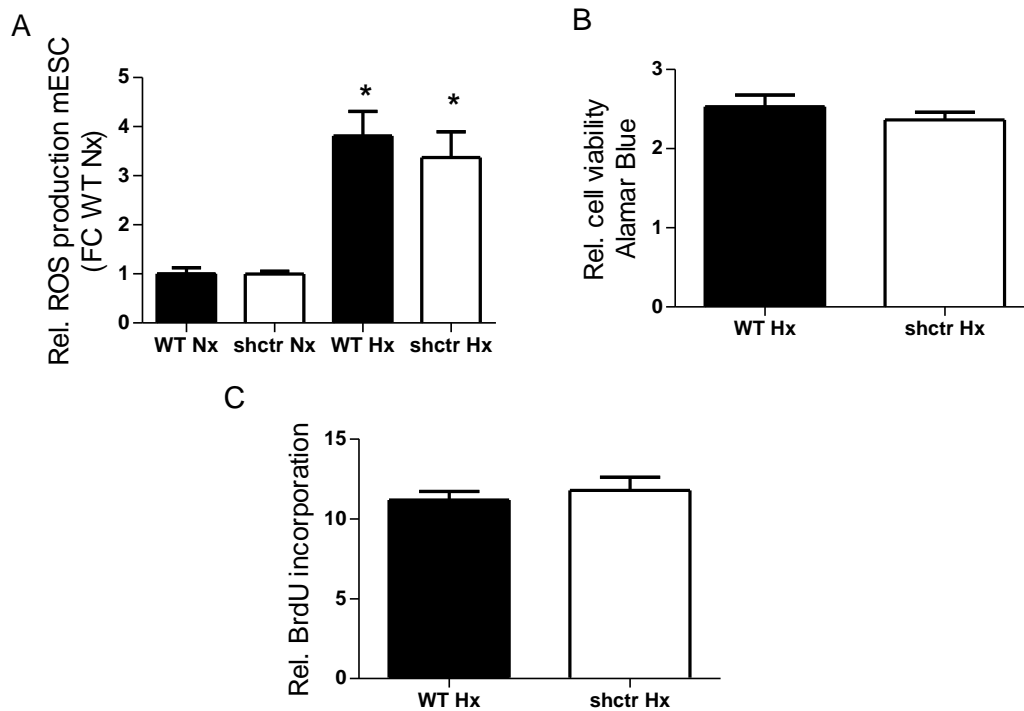 A
Rel. ROS production mESC
(FC WT Nx)
5
4
3
2
1
0
*
*
WT Nx
shctr Nx
WT Hx
shctr Hx
B
Rel. cell viability
Alamar Blue
3
2
1
0
WT Hx
shctr Hx
C
Rel. BrdU incorporation
15
10
5
0
WT Hx
shctr Hx